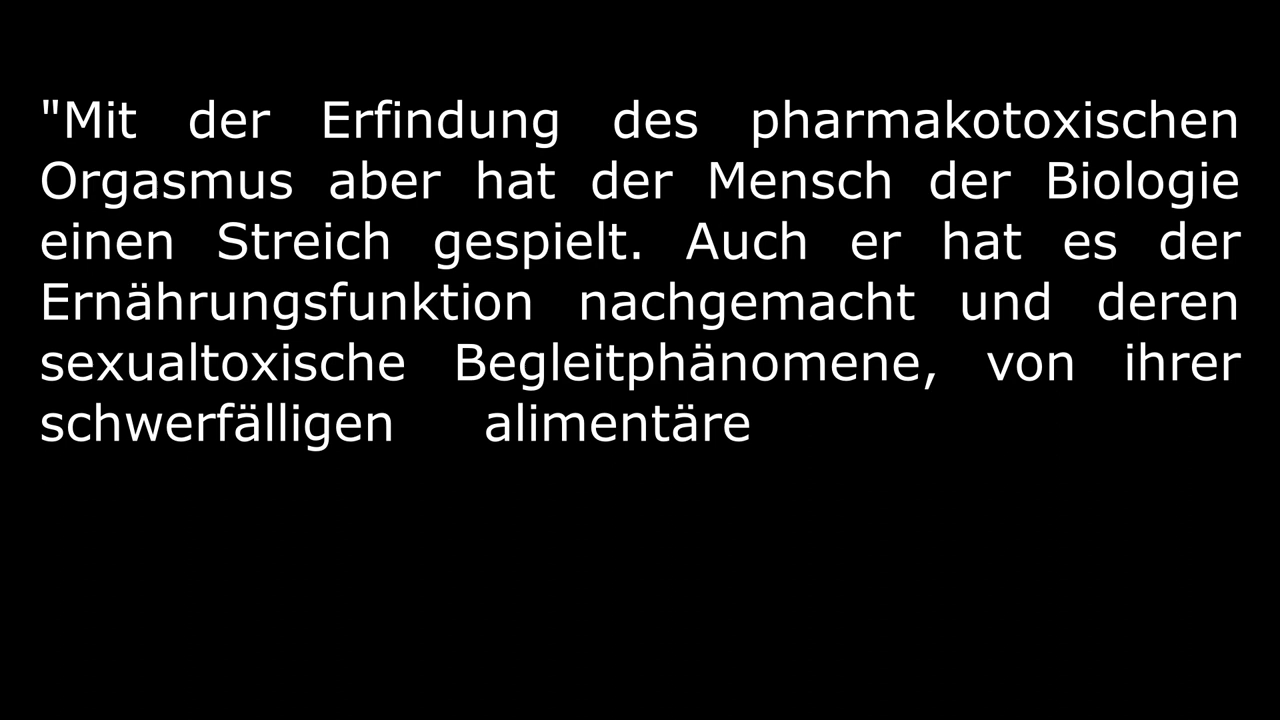 "Mit der Erfindung des pharmakotoxischen
Orgasmus aber hat der Mensch der Biologie
einen Streich gespielt. Auch er hat es der
Ernährungsfunktion nachgemacht und deren
sexualtoxische Begleitphänomene, von ihrer
schwerfälligen alimentäre